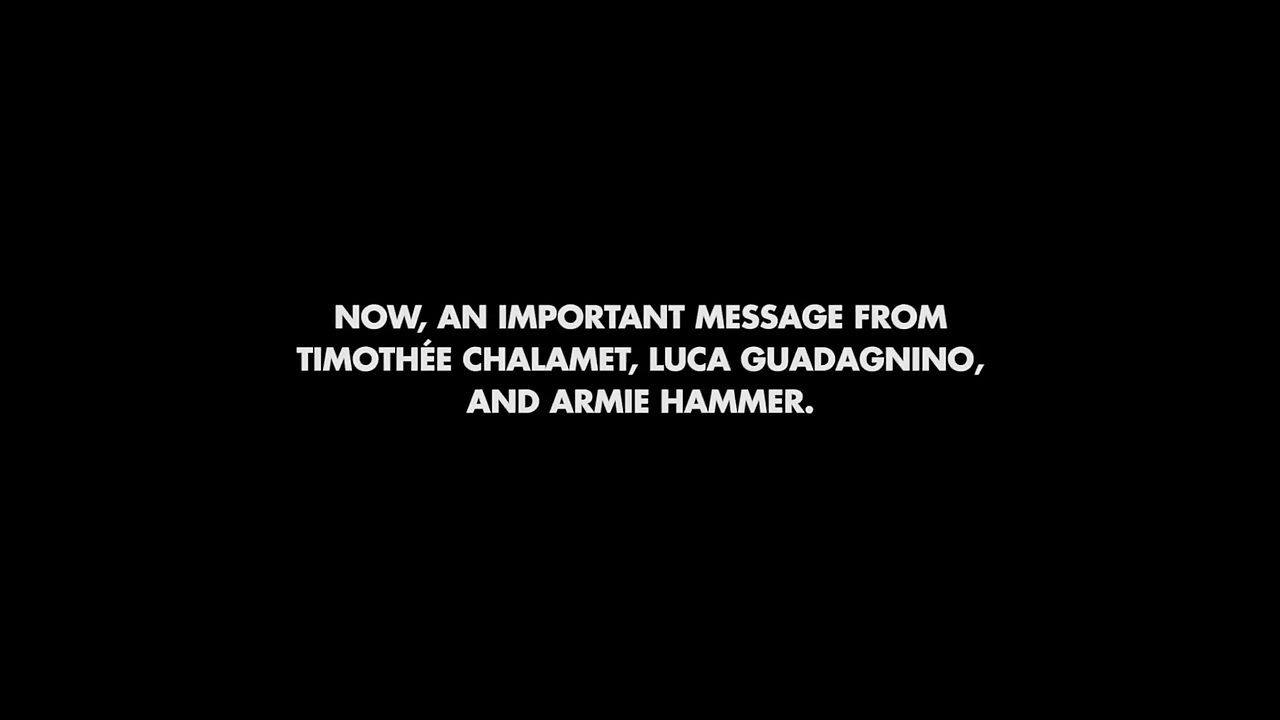 NOW, AN IMPORTANT MESSAGE FROM
TIMOTHÉE CHALAMET, LUCA GUADAGNINO,
AND ARMIE HAMMER.